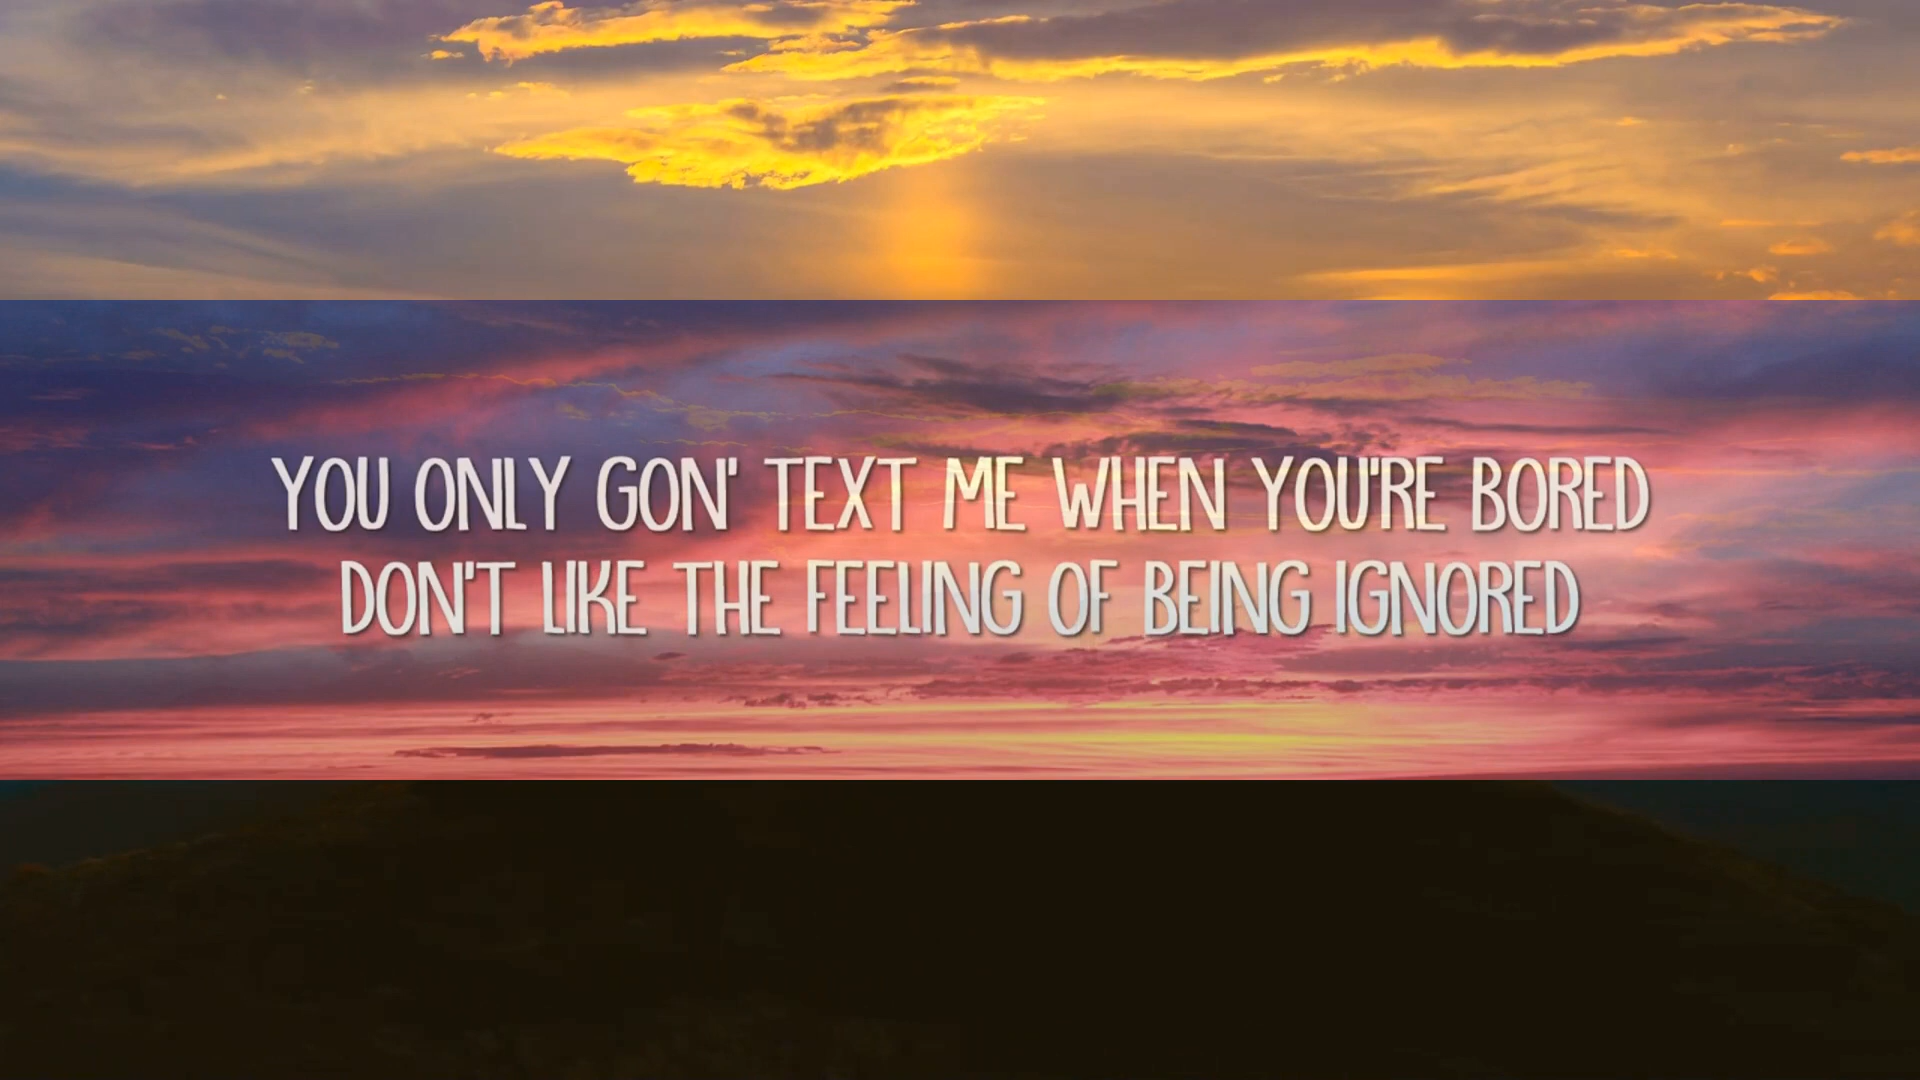 YOU ONLY GON' TEXT ME WHEN YOU'RE BORED
DON'T LIKE THE FEELING OF BEING IGNORED